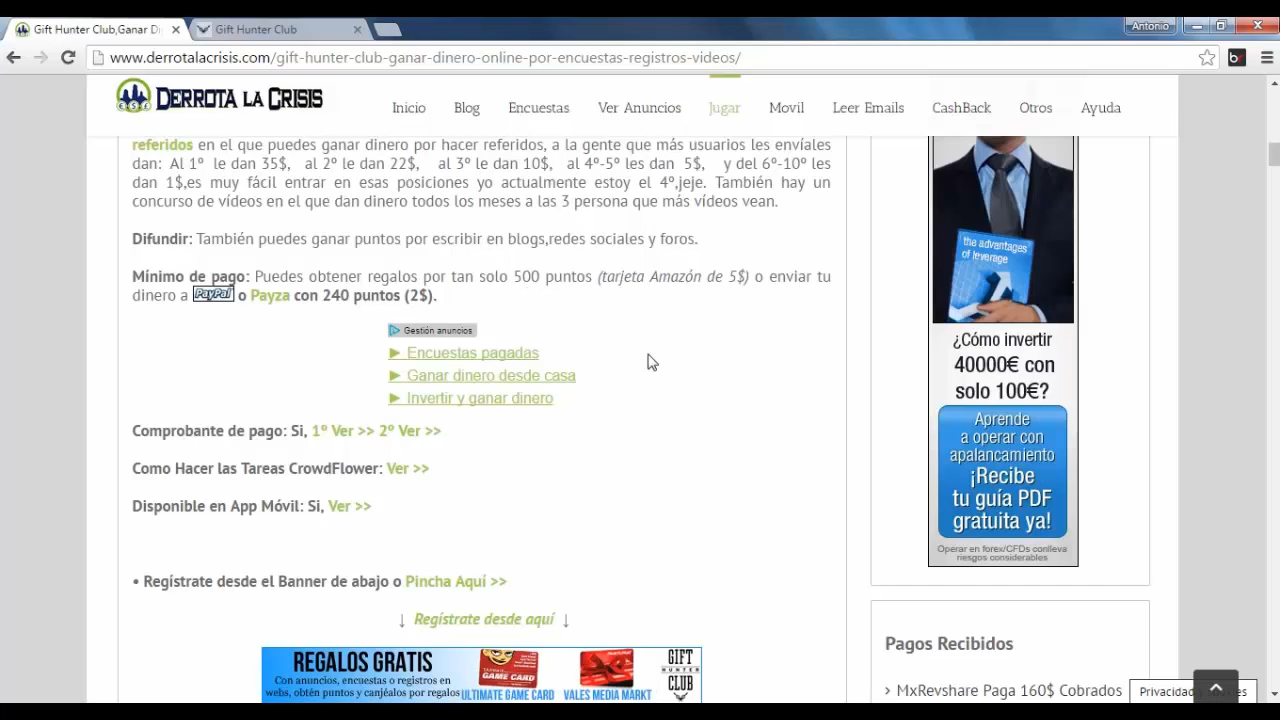 Gift Hunter Club,Ganar Di
Gift Hunter Club
Antonio
www.derrotalacrisis.com/gift-hunter-club-ganar-dinero-online-por-encuestas-registros-videos/
DERROTA LA CRISIS
Inicio Blog Encuestas Ver Anuncios Jugar Movil Leer Emails CashBack Otros Ayuda
referidos en el que puedes ganar dinero por hacer referidos, a la gente que más usuarios les envíales
dan: Al 1º le dan 35$, al 2º le dan 22$, al 3º le dan 10$, al 4º-5º les dan 5$, y del 6º-10º les
dan 1$,es muy fácil entrar en esas posiciones yo actualmente estoy el 4º,jeje. También hay un
concurso de vídeos en el que dan dinero todos los meses a las 3 persona que más vídeos vean.
Difundir: También puedes ganar puntos por escribir en blogs,redes sociales y foros.
Mínimo de pago: Puedes obtener regalos por tan solo 500 puntos (tarjeta Amazón de 5$) o enviar tu
dinero a PayPal o Payza con 240 puntos (2$).
Gestión anuncios
► Encuestas pagadas
► Ganar dinero desde casa
► Invertir y ganar dinero
Comprobante de pago: Si, 1º Ver >> 2º Ver >>
Como Hacer las Tareas CrowdFlower: Ver >>
Disponible en App Móvil: Si, Ver >>
• Regístrate desde el Banner de abajo o Pincha Aquí >>
↓ Regístrate desde aquí ↓
REGALOS GRATIS
Con anuncios, encuestas o registros en
webs, obtén puntos y canjéalos por regalos
ULTIMATE GAME CARD
VALES MEDIA MARKT
GIFT
HUNTER
CLUB
the advantages
of leverage
¿Cómo invertir
40000€ con
solo 100€?
Aprende
a operar con
apalancamiento
¡Recibe
tu guía PDF
gratuita ya!
Operar en forex/CFDs conlleva
riesgos considerables
Pagos Recibidos
> MxRevshare Paga 160$ Cobrados